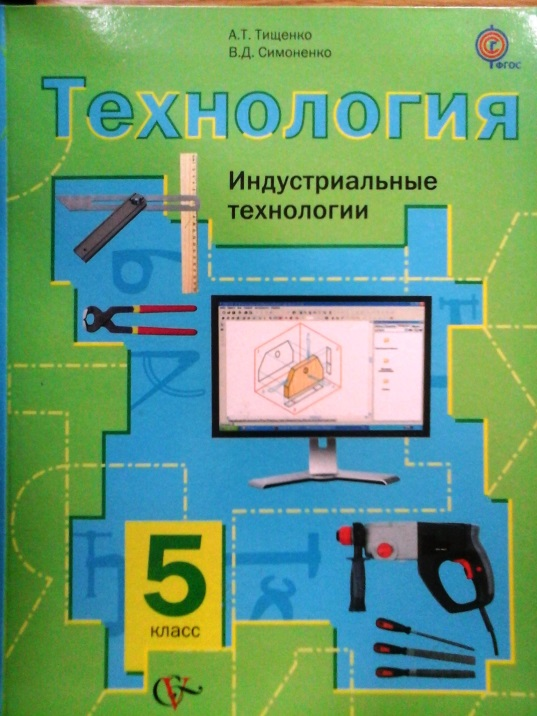 А.Т. Тищенко
В.Д. Симоненко
ФГОС
Технология
Индустриальные
технологии
5
класс